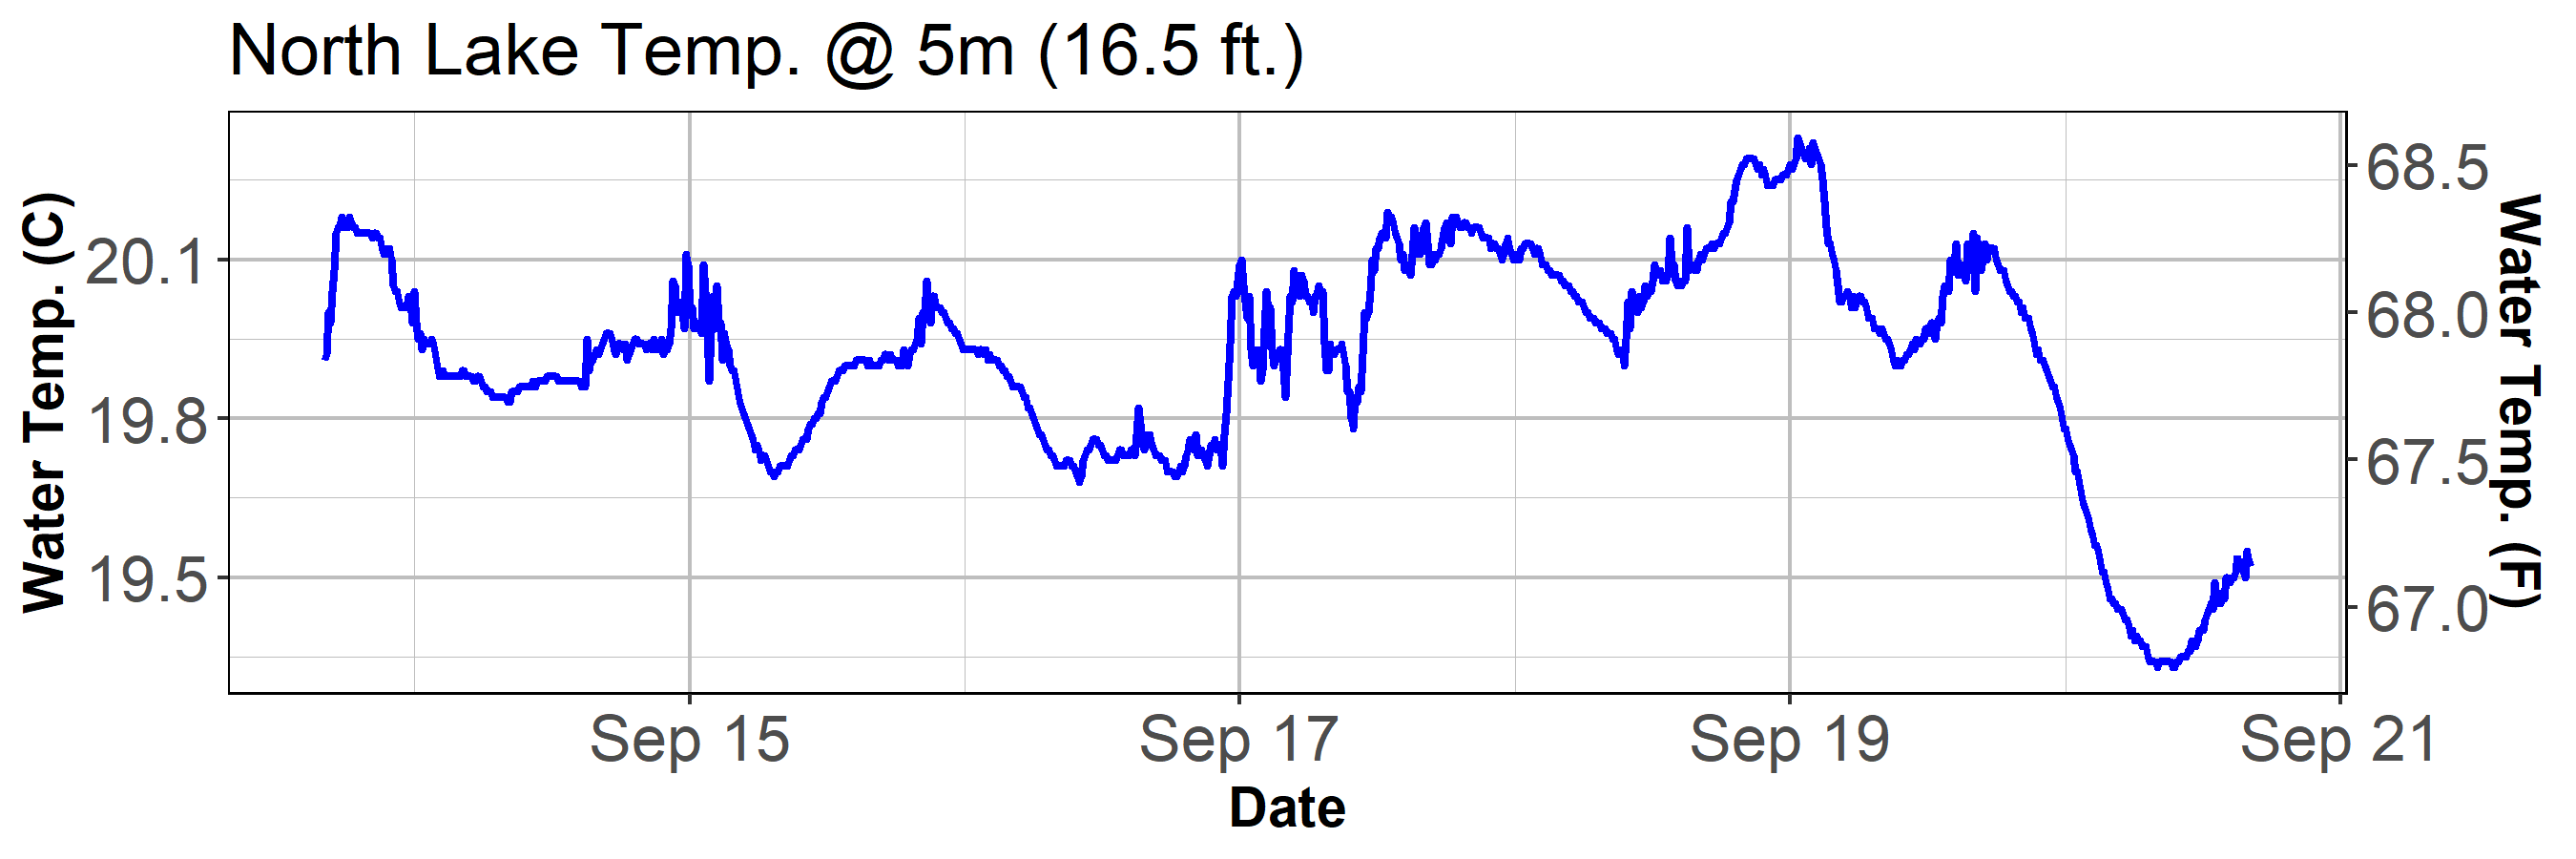 North Lake Temp. @ 5m (16.5 ft.)
Water Temp. (C)
20.1
19.8
19.5
68.5
68.0
67.5
67.0
Water Temp. (F)
Sep 15
Sep 17
Sep 19
Sep 21
Date